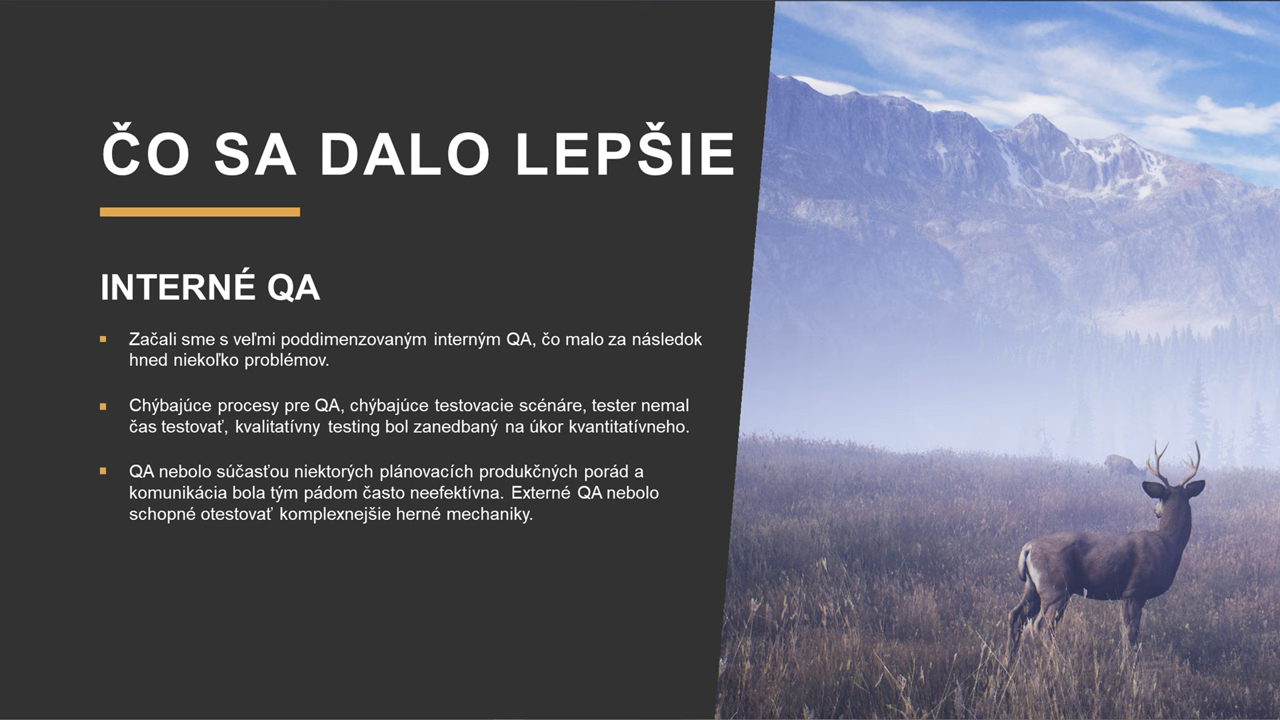 ČO SA DALO LEPŠIE
INTERNÉ QA
Začali sme s veľmi poddimenzovaným interným QA, čo malo za následok
hneď niekoľko problémov.
Chýbajúce procesy pre QA, chýbajúce testovacie scénáre, tester nemal
čas testovať, kvalitatívny testing bol zanedbaný na úkor kvantitatívneho.
QA nebolo súčasťou niektorých plánovacích produkčných porád a
komunikácia bola tým pádom často neefektívna. Externé QA nebolo
schopné otestovať komplexnejšie herné mechaniky.